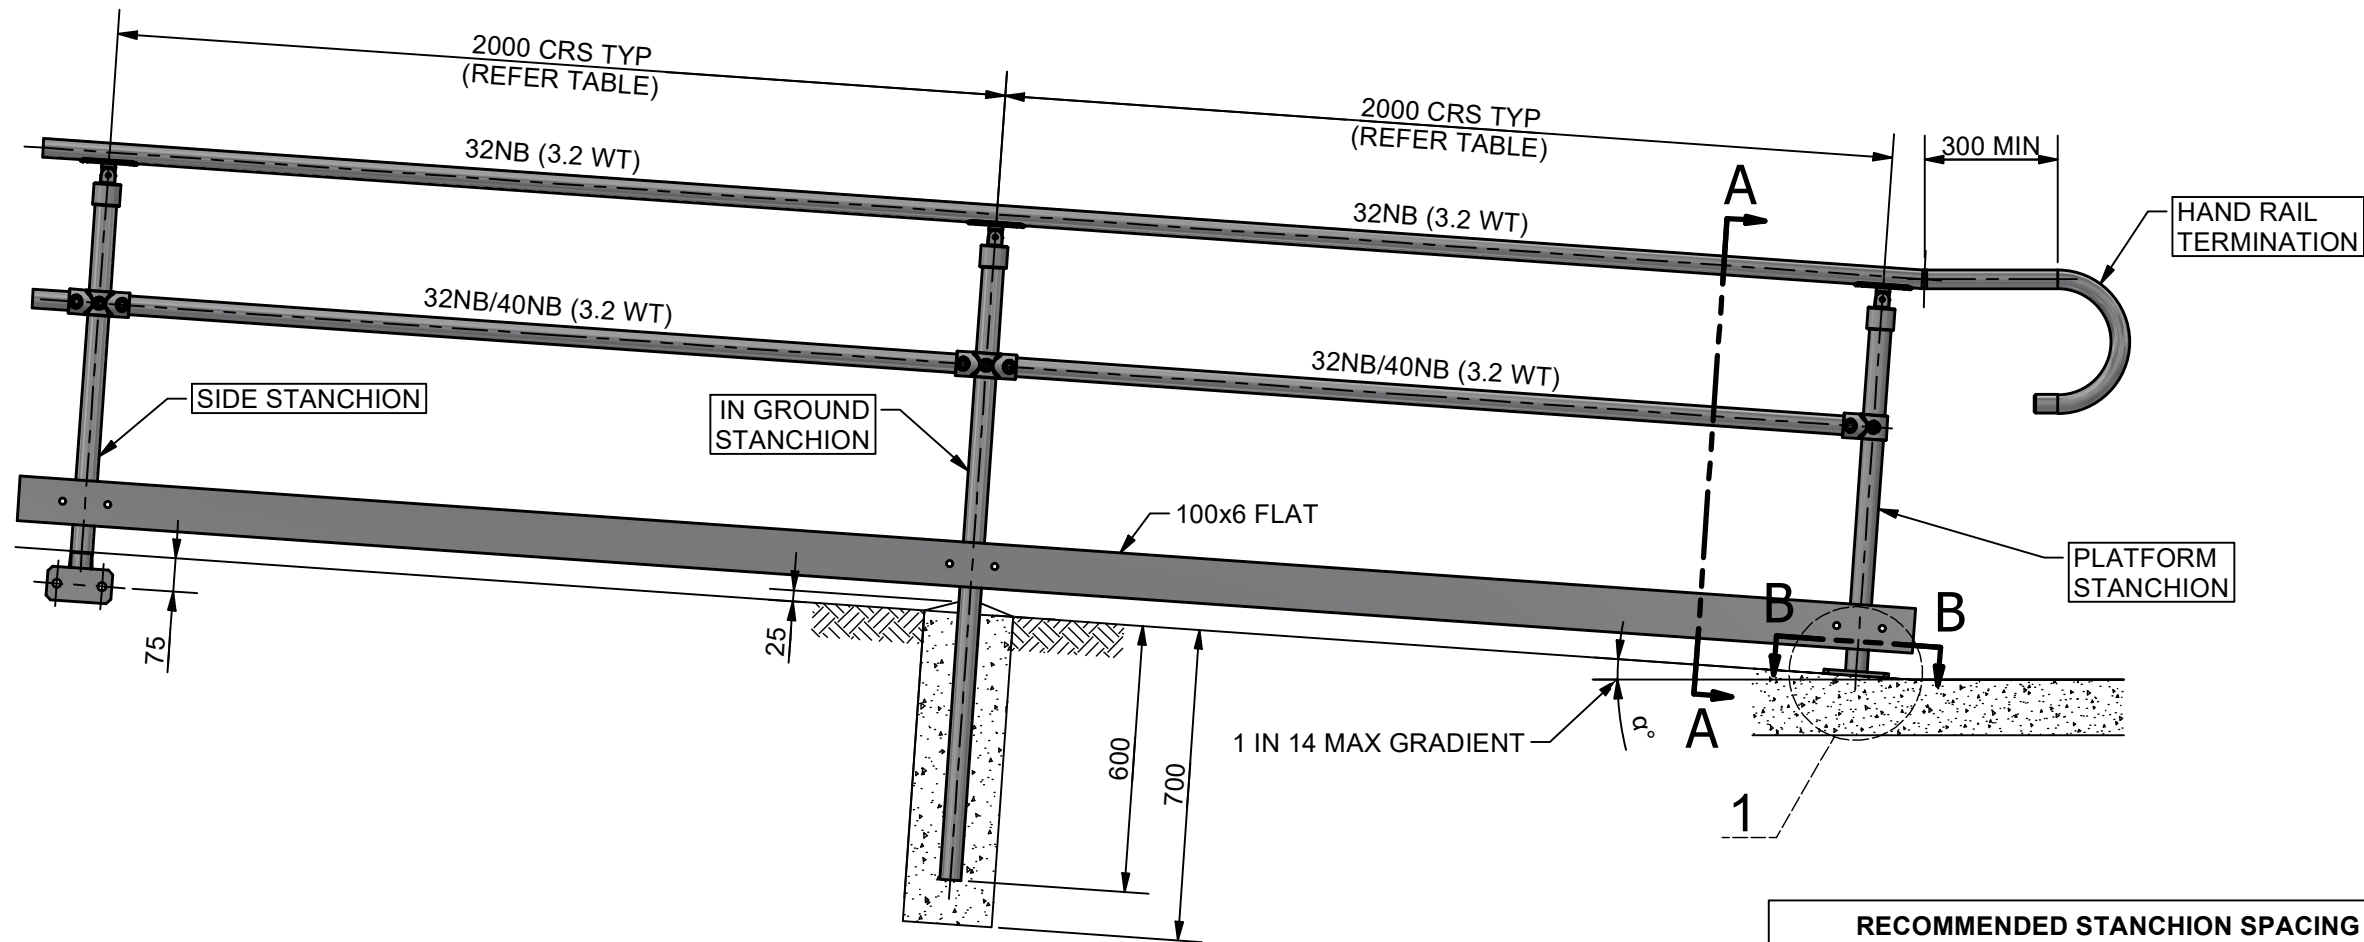 2000 CRS TYP
(REFER TABLE)
2000 CRS TYP
(REFER TABLE)
300 MIN
32NB (3.2 WT)
32NB (3.2 WT)
A
HAND RAIL
TERMINATION
32NB/40NB (3.2 WT)
32NB/40NB (3.2 WT)
SIDE STANCHION
IN GROUND
STANCHION
100x6 FLAT
PLATFORM
STANCHION
B
B
75
25
600
700
1 IN 14 MAX GRADIENT
α°
A
1
RECOMMENDED STANCHION SPACING